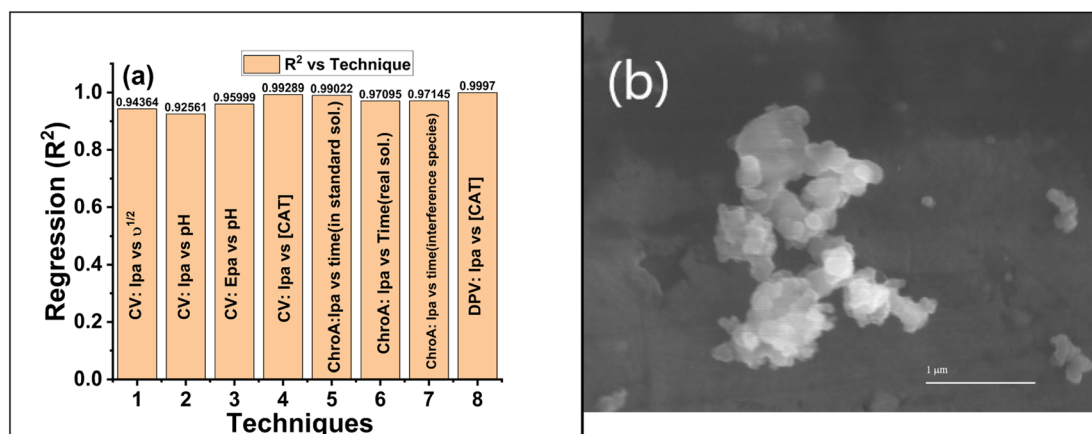 (a)
R² vs Technique
0.94364
0.92561
0.95999
0.99289
0.99022
0.97095
0.97145
0.9997
1.0
0.8
0.6
0.4
0.2
0.0
Regression (R²)
CV: Ipa vs υ^1/2
CV: Ipa vs pH
CV: Epa vs pH
CV: Ipa vs [CAT]
ChroA:Ipa vs time(in standard sol.)
ChroA: Ipa vs Time(real sol.)
ChroA: Ipa vs time(interference species)
DPV: Ipa vs [CAT]
1 2 3 4 5 6 7 8
Techniques
(b)
1 μm